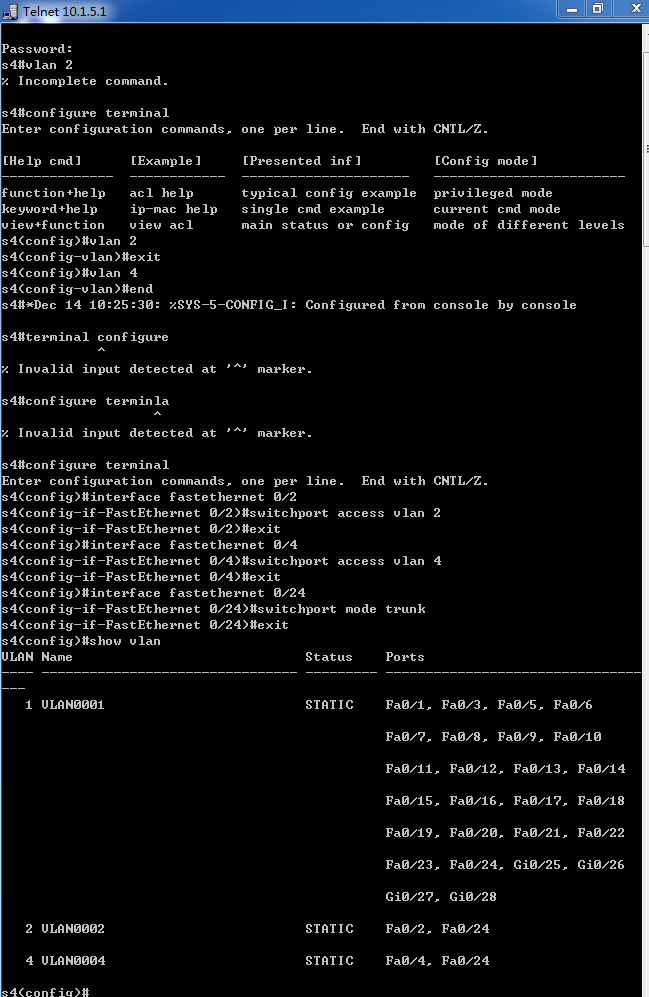 Telnet 10.1.5.1
Password:
s4#vlan 2
% Incomplete command.
s4#configure terminal
Enter configuration commands, one per line.  End with CNTL/Z.
[Help cmd]      [Example]     [Presented inf]         [Config mode]
--------------  ------------  ---------------------   ------------------------
function+help   acl help      typical config example  privileged mode
keyword+help    ip-mac help   single cmd example      current cmd mode
view+function   view acl      main status or config   mode of different levels
s4(config)#vlan 2
s4(config-vlan)#exit
s4(config)#vlan 4
s4(config-vlan)#end
s4#*Dec 14 10:25:30: %SYS-5-CONFIG_I: Configured from console by console
s4#terminal configure
^
% Invalid input detected at '^' marker.
s4#configure terminla
^
% Invalid input detected at '^' marker.
s4#configure terminal
Enter configuration commands, one per line.  End with CNTL/Z.
s4(config)#interface fastethernet 0/2
s4(config-if-FastEthernet 0/2)#switchport access vlan 2
s4(config-if-FastEthernet 0/2)#exit
s4(config)#interface fastethernet 0/4
s4(config-if-FastEthernet 0/4)#switchport access vlan 4
s4(config-if-FastEthernet 0/4)#exit
s4(config)#interface fastethernet 0/24
s4(config-if-FastEthernet 0/24)#switchport mode trunk
s4(config-if-FastEthernet 0/24)#exit
s4(config)#show vlan
VLAN Name                             Status    Ports
---- -------------------------------- --------- --------------------------------
---
1 VLAN0001                         STATIC    Fa0/1, Fa0/3, Fa0/5, Fa0/6
Fa0/7, Fa0/8, Fa0/9, Fa0/10
Fa0/11, Fa0/12, Fa0/13, Fa0/14
Fa0/15, Fa0/16, Fa0/17, Fa0/18
Fa0/19, Fa0/20, Fa0/21, Fa0/22
Fa0/23, Fa0/24, Gi0/25, Gi0/26
Gi0/27, Gi0/28
2 VLAN0002                         STATIC    Fa0/2, Fa0/24
4 VLAN0004                         STATIC    Fa0/4, Fa0/24
s4(config)#